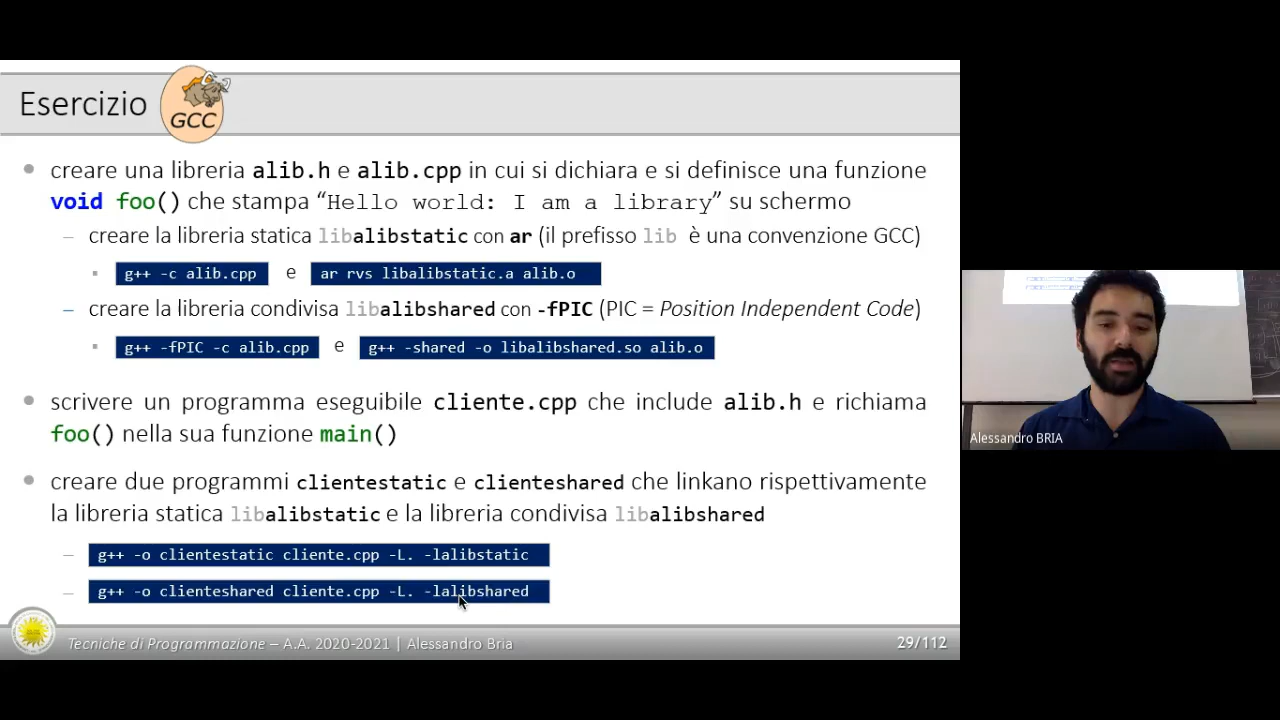 Esercizio
GCC
creare una libreria alib.h e alib.cpp in cui si dichiara e si definisce una funzione
void foo() che stampa “Hello world: I am a library” su schermo
– creare la libreria statica libalibstatic con ar (il prefisso lib è una convenzione GCC)
g++ -c alib.cpp e ar rvs libalibstatic.a alib.o
– creare la libreria condivisa libalibshared con -fPIC (PIC = Position Independent Code)
g++ -fPIC -c alib.cpp e g++ -shared -o libalibshared.so alib.o
scrivere un programma eseguibile cliente.cpp che include alib.h e richiama
foo() nella sua funzione main()
creare due programmi clientestatic e clienteshared che linkano rispettivamente
la libreria statica libalibstatic e la libreria condivisa libalibshared
– g++ -o clientestatic cliente.cpp -L. -lalibstatic
– g++ -o clienteshared cliente.cpp -L. -lalibshared
Tecniche di Programmazione – A.A. 2020-2021 | Alessandro Bria
29/112
Alessandro BRIA